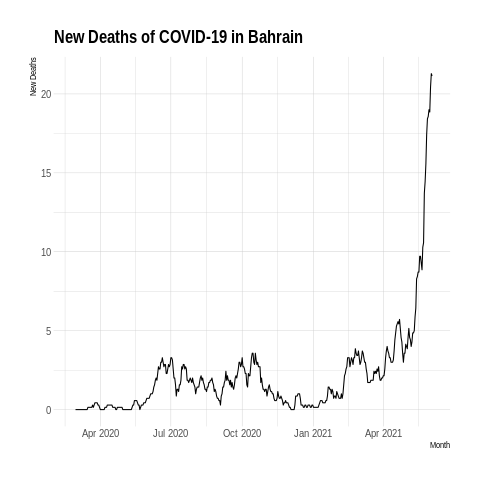 New Deaths of COVID-19 in Bahrain
New Deaths
20
15
10
5
0
Apr 2020 Jul 2020 Oct 2020 Jan 2021 Apr 2021
Month